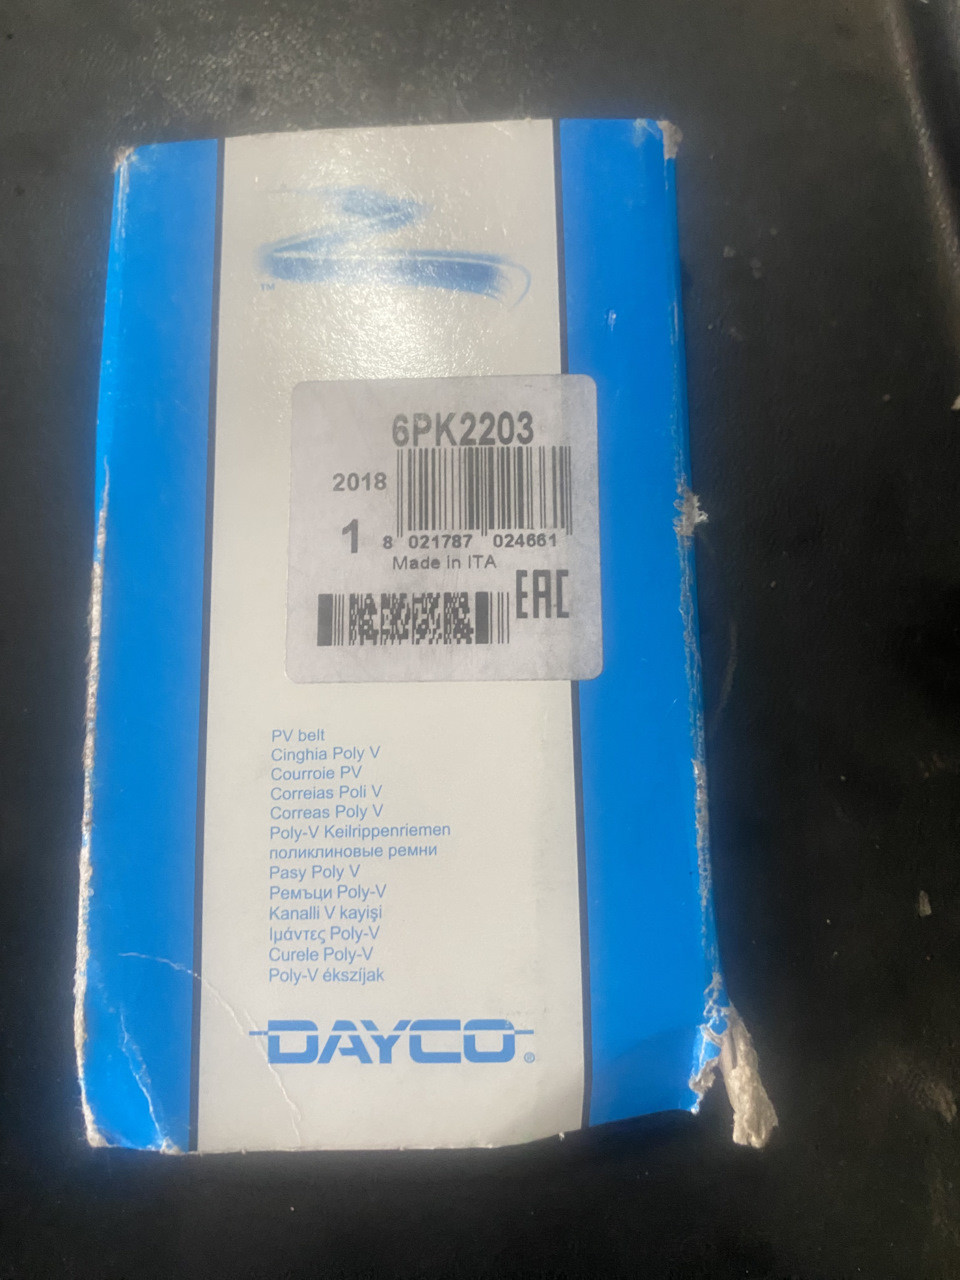 TM
6PK2203
2018
1
8 021787 024661
Made in ITA
EAC
PV belt
Cinghia Poly V
Courroie PV
Correias Poli V
Correas Poly V
Poly-V Keilrippenriemen
поликлиновые ремни
Pasy Poly V
Ремъци Poly-V
Kanalli V kayişi
Ιμάντες Poly-V
Curele Poly-V
Poly-V ékszíjak
DAYCO®